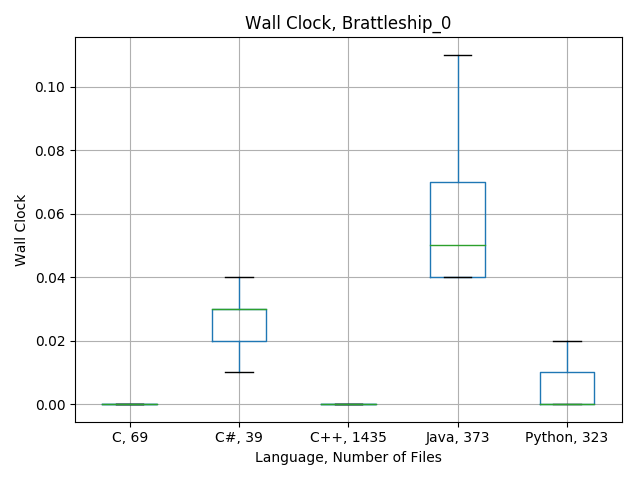 Wall Clock, Brattleship_0
Wall Clock
0.10
0.08
0.06
0.04
0.02
0.00
C, 69 C#, 39 C++, 1435 Java, 373 Python, 323
Language, Number of Files